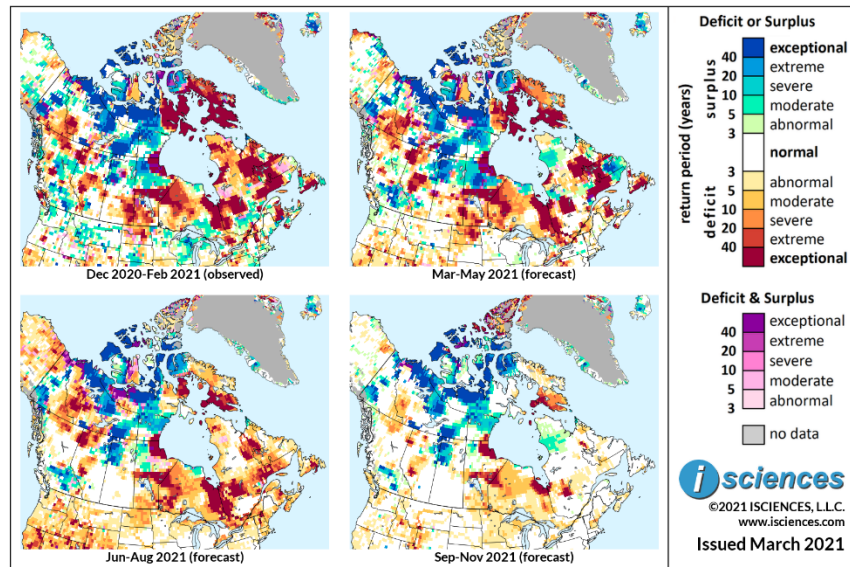 Dec 2020-Feb 2021 (observed)
Mar-May 2021 (forecast)
Jun-Aug 2021 (forecast)
Sep-Nov 2021 (forecast)
Deficit or Surplus
return period (years)
surplus
deficit
exceptional
40
extreme
20
severe
10
moderate
5
abnormal
3
normal
3
abnormal
5
moderate
10
severe
20
extreme
40
exceptional
Deficit & Surplus
exceptional
40
extreme
20
severe
10
moderate
5
abnormal
3
no data
i sciences
©2021 ISCIENCES, L.L.C.
www.isciences.com
Issued March 2021